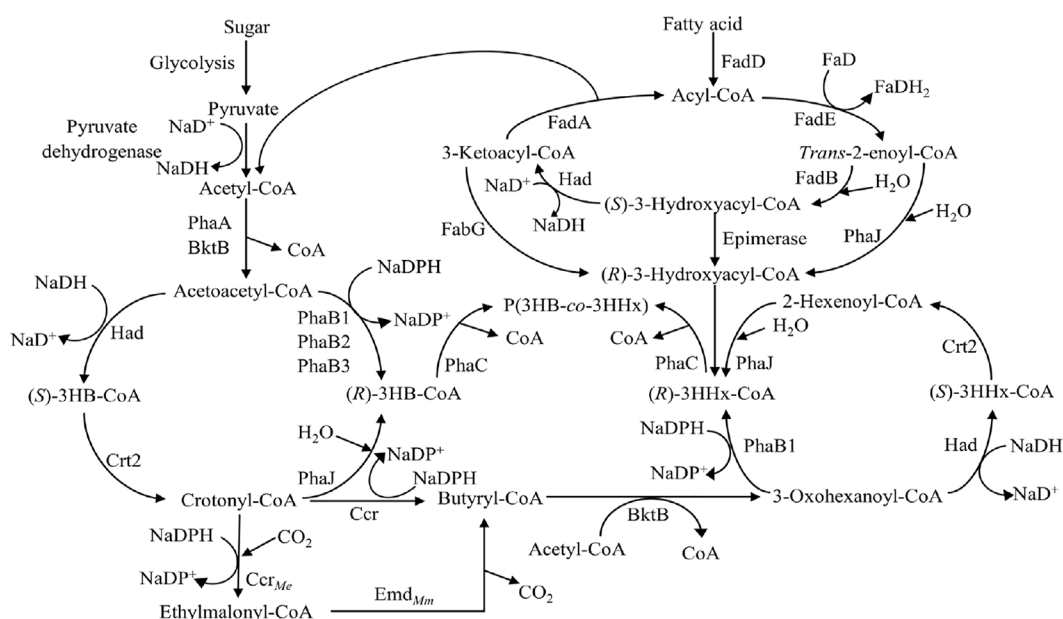 Sugar
Fatty acid
Glycolysis
FadD
FaD
Pyruvate
Acyl-CoA
FaDH₂
Pyruvate
dehydrogenase
NaD⁺
FadA
FadE
NaDH
3-Ketoacyl-CoA
Trans-2-enoyl-CoA
Acetyl-CoA
NaD⁺
Had
FadB
H₂O
(S)-3-Hydroxyacyl-CoA
PhaA
BktB
CoA
FabG
NaDH
Epimerase
PhaJ
H₂O
NaDH
NaDPH
(R)-3-Hydroxyacyl-CoA
Acetoacetyl-CoA
P(3HB-co-3HHx)
2-Hexenoyl-CoA
NaD⁺
Had
PhaB1
PhaB2
PhaB3
NaDP⁺
CoA
CoA
H₂O
Crt2
PhaC
PhaC
PhaJ
(S)-3HB-CoA
(R)-3HB-CoA
(R)-3HHx-CoA
(S)-3HHx-CoA
Crt2
H₂O
NaDP⁺
NaDPH
PhaB1
Had
NaDH
PhaJ
NaDPH
NaDP⁺
Crotonyl-CoA
Ccr
Butyryl-CoA
3-Oxohexanoyl-CoA
NaD⁺
NaDPH
CO₂
BktB
Acetyl-CoA
CoA
NaDP⁺
CcrMe
CO₂
Ethylmalonyl-CoA
EmdMm